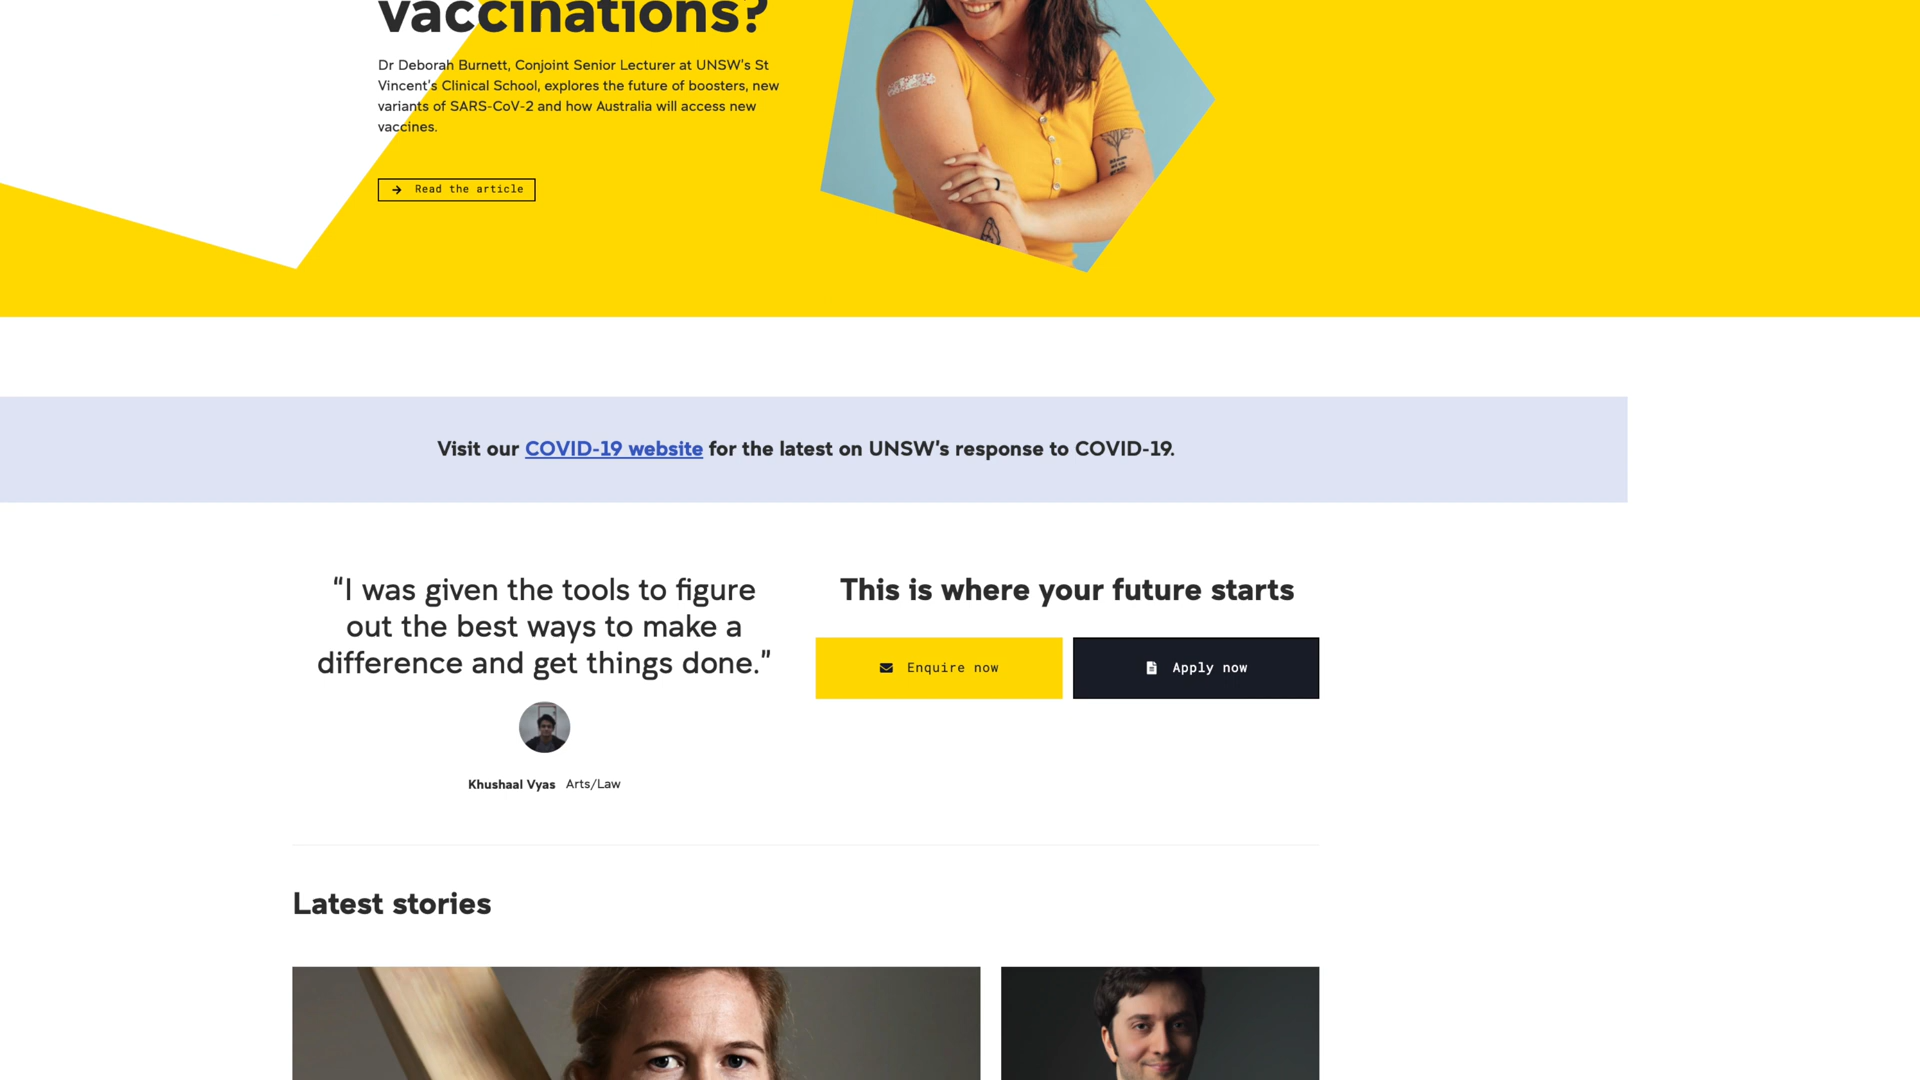 vaccinations?
Dr Deborah Burnett, Conjoint Senior Lecturer at UNSW's St
Vincent's Clinical School, explores the future of boosters, new
variants of SARS-CoV-2 and how Australia will access new
vaccines.
Read the article
Visit our COVID-19 website for the latest on UNSW's response to COVID-19.
“I was given the tools to figure
out the best ways to make a
difference and get things done.”
Khushaal Vyas Arts/Law
This is where your future starts
Enquire now
Apply now
Latest stories